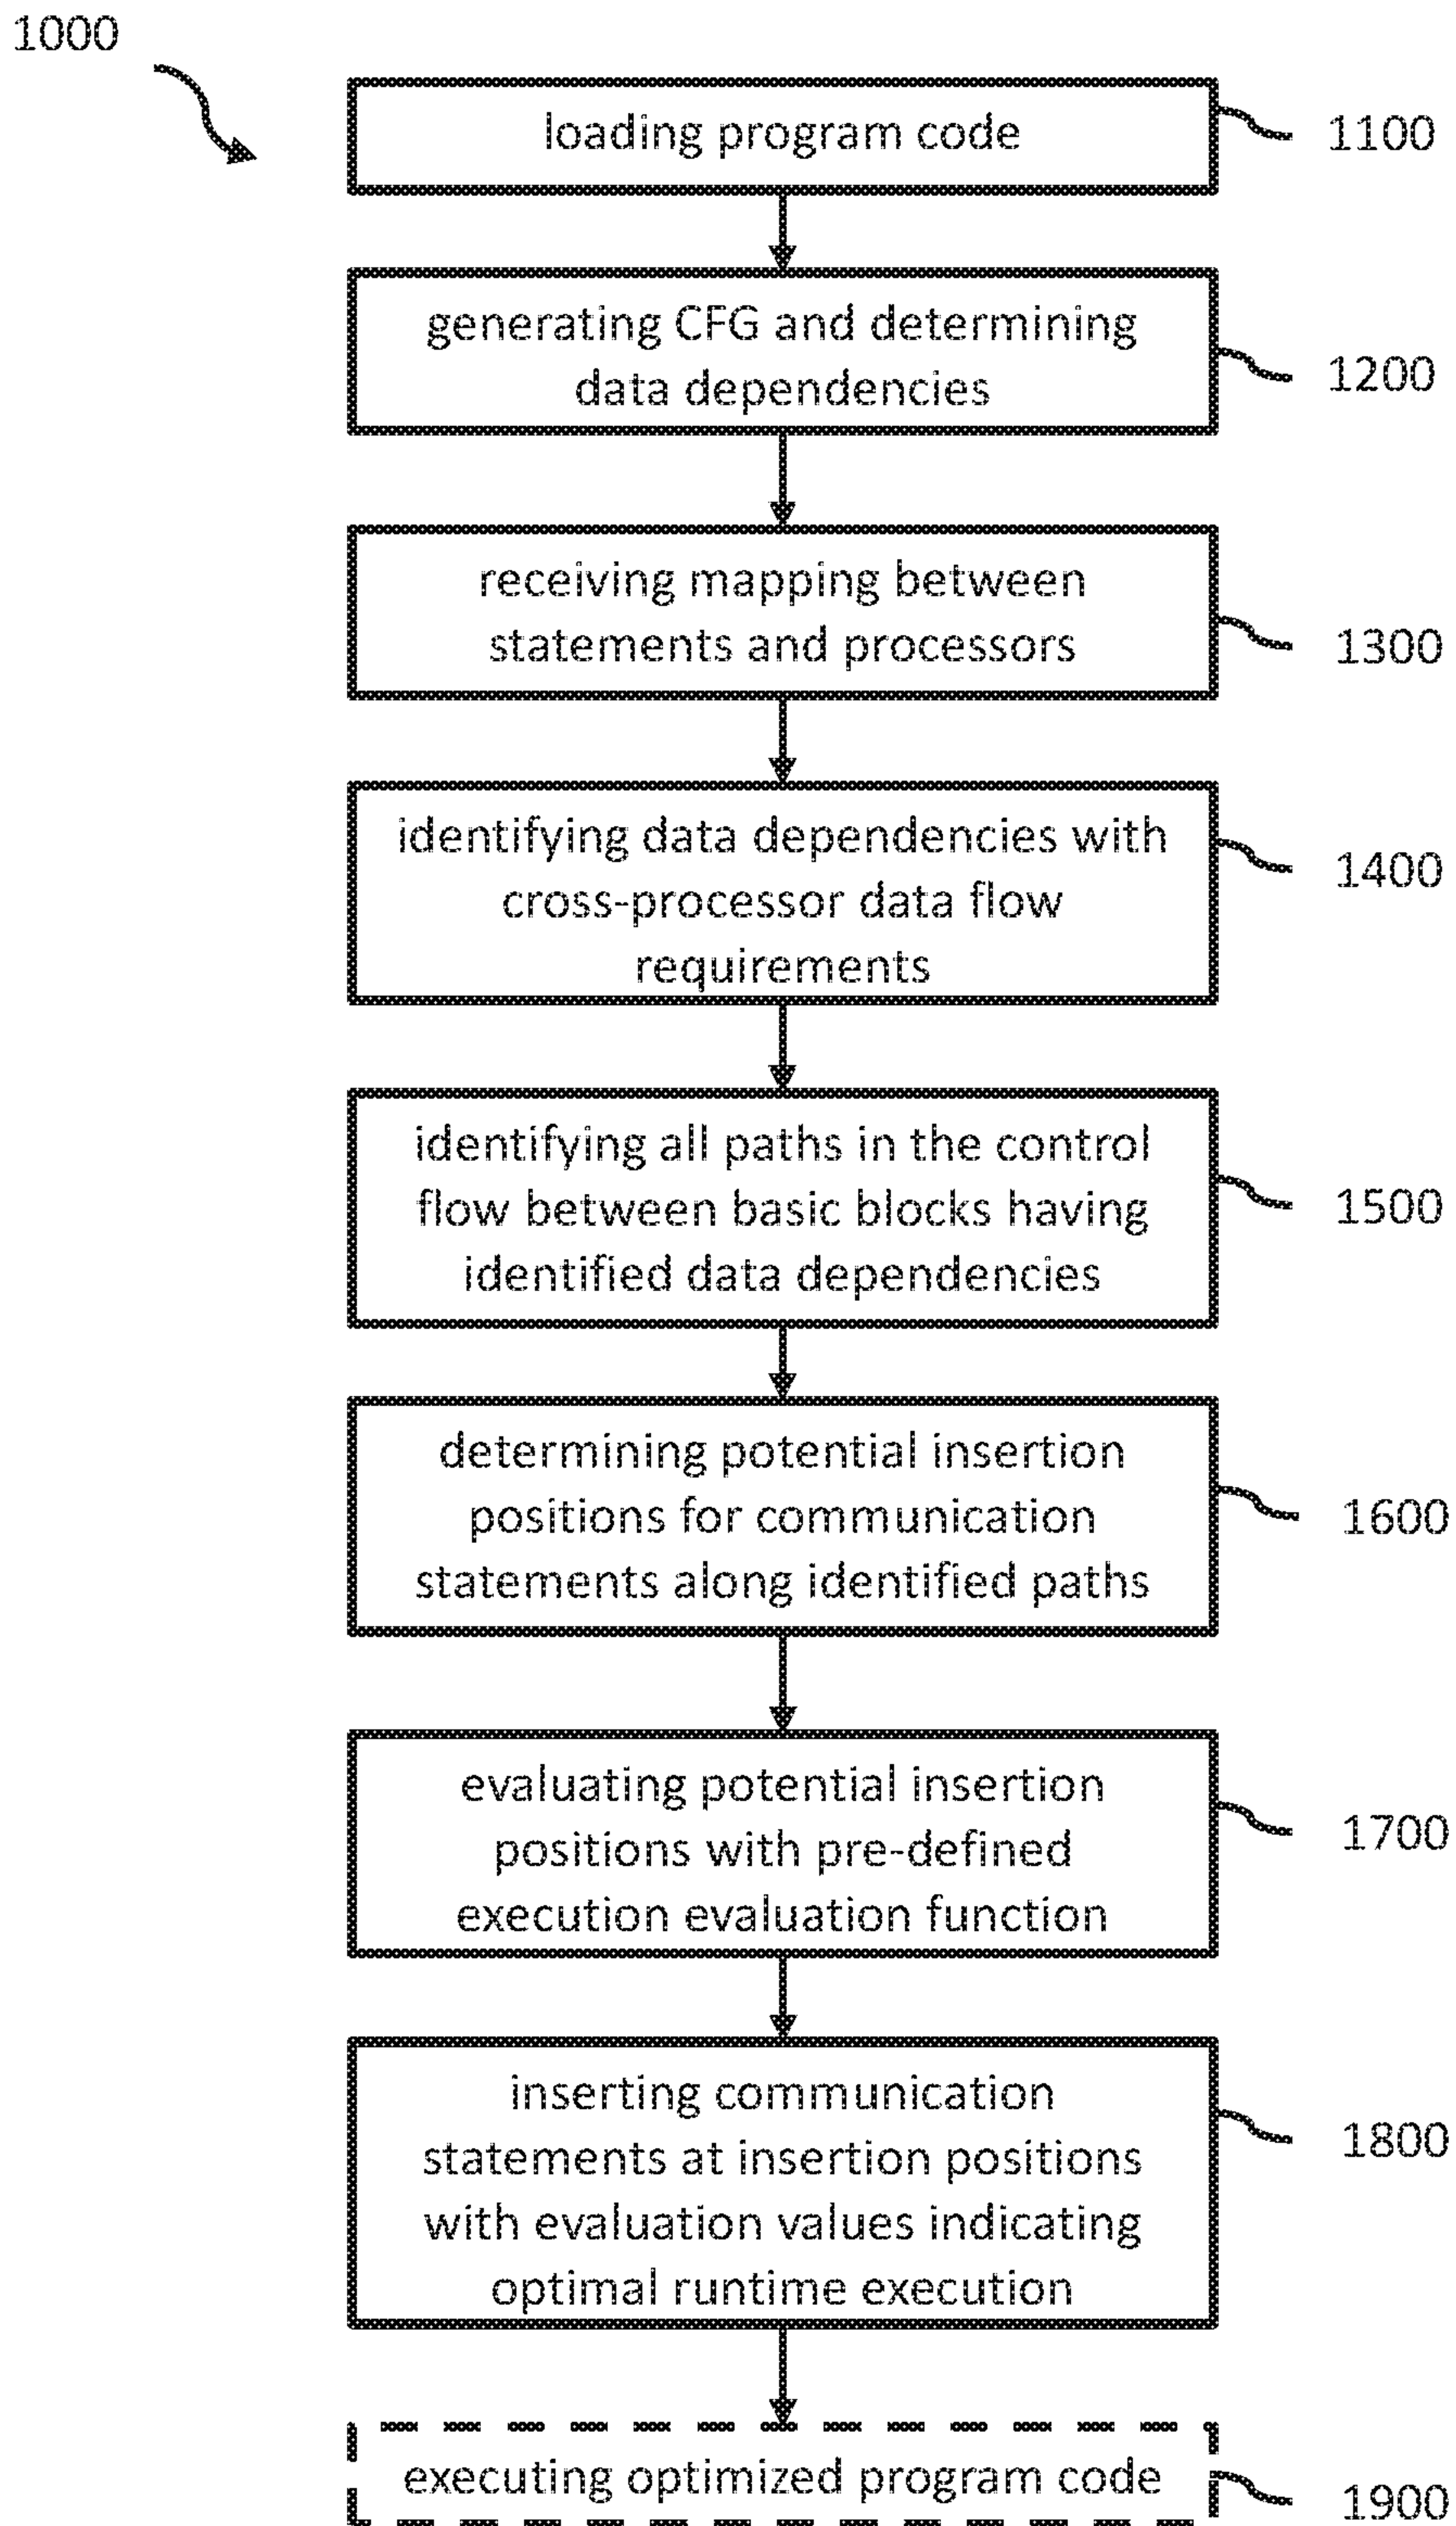 1000
loading program code
1100
generating CFG and determining
data dependencies
1200
receiving mapping between
statements and processors
1300
identifying data dependencies with
cross-processor data flow
requirements
1400
identifying all paths in the control
flow between basic blocks having
identified data dependencies
1500
determining potential insertion
positions for communication
statements along identified paths
1600
evaluating potential insertion
positions with pre-defined
execution evaluation function
1700
inserting communication
statements at insertion positions
with evaluation values indicating
optimal runtime execution
1800
executing optimized program code
1900